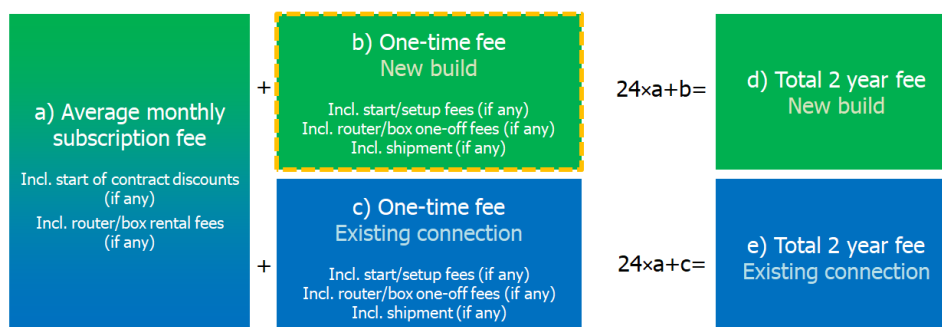 a) Average monthly
subscription fee
Incl. start of contract discounts
(if any)
Incl. router/box rental fees
(if any)
+
b) One-time fee
New build
Incl. start/setup fees (if any)
Incl. router/box one-off fees (if any)
Incl. shipment (if any)
24×a+b=
d) Total 2 year fee
New build
+
c) One-time fee
Existing connection
Incl. start/setup fees (if any)
Incl. router/box one-off fees (if any)
Incl. shipment (if any)
24×a+c=
e) Total 2 year fee
Existing connection